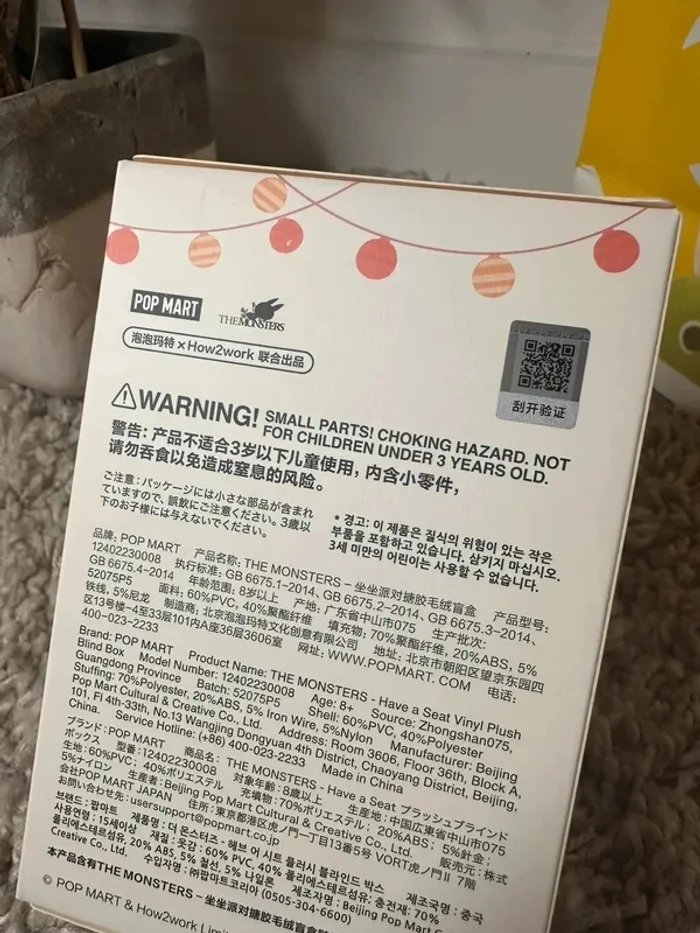 POP MART
THE MONSTERS
泡泡玛特 x How2work 联合出品
刮开验证
WARNING! SMALL PARTS! CHOKING HAZARD. NOT
FOR CHILDREN UNDER 3 YEARS OLD.
警告: 产品不适合3岁以下儿童使用，内含小零件，
请勿吞食以免造成窒息的风险。
ご注意：パッケージには小さな部品が含まれ
ていますので、誤飲にご注意ください。3歳以
下のお子様には与えないでください。
* 경고: 이 제품은 질식의 위험이 있는 작은
부품을 포함하고 있습니다. 삼키지 마십시오.
3세 미만의 어린이는 사용할 수 없습니다.
品牌: POP MART 产品名称: THE MONSTERS – 坐坐派对搪胶毛绒盲盒 产品型号:
12402230008 执行标准: GB 6675.1–2014、GB 6675.2–2014、GB 6675.3–2014、
GB 6675.4–2014 年龄范围: 8岁以上 产地: 广东省中山市075 生产批次:
52075P5 面料: 60%PVC, 40%聚酯纤维 填充物: 70%聚酯纤维, 20%ABS, 5%
铁线, 5%尼龙 制造商: 北京泡泡玛特文化创意有限公司 地址: 北京市朝阳区望京东园四
区13号楼–4至33层101内A座36层3606室 网址: WWW.POPMART.COM 电话:
400–023–2233
Brand: POP MART Product Name: THE MONSTERS - Have a Seat Vinyl Plush
Blind Box Model Number: 12402230008 Age: 8+ Source: Zhongshan075,
Guangdong Province Batch: 52075P5 Shell: 60%PVC, 40%Polyester
Stuffing: 70%Polyester, 20%ABS, 5% Iron Wire, 5%Nylon Manufacturer: Beijing
Pop Mart Cultural & Creative Co., Ltd. Address: Room 3606, Floor 36th, Block A,
101, Fl 4th-33th, No.13 Wangjing Dongyuan 4th District, Chaoyang District, Beijing,
China. Service Hotline: (+86) 400-023-2233 Made in China
ブランド：POP MART 商品名： THE MONSTERS - Have a Seat プラッシュブラインド
ボックス 型番：12402230008 対象年齢：8歳以上 生産地：中国広東省中山市075
生地：60%PVC；40%ポリエステル 充填物：70%ポリエステル；20%ABS；5%針金；
5%ナイロン 生産者：Beijing Pop Mart Cultural & Creative Co., Ltd. 販売元：株式
会社POP MART JAPAN 住所：東京都港区虎ノ門一丁目13番5号 VORT虎ノ門II 7階
お問い合わせ先：usersupport@popmart.co.jp
브랜드 : 팝마트 제품명 : 더 몬스터즈 - 헤브 어 시트 플러시 블라인드 박스 제조국명 : 중국
사용연령 : 15세이상 재질: 옷감 : 60% PVC, 40% 폴리에스테르섬유; 충전재: 70%
폴리에스테르섬유, 20% ABS, 5% 철선, 5% 나일론 제조자명 : Beijing Pop Mart Cultural &
Creative Co., Ltd. 수입자명 : ㈜팝마트코리아 (0505-304-6600)
本产品含有THE MONSTERS – 坐坐派对搪胶毛绒盲盒
© POP MART & How2work